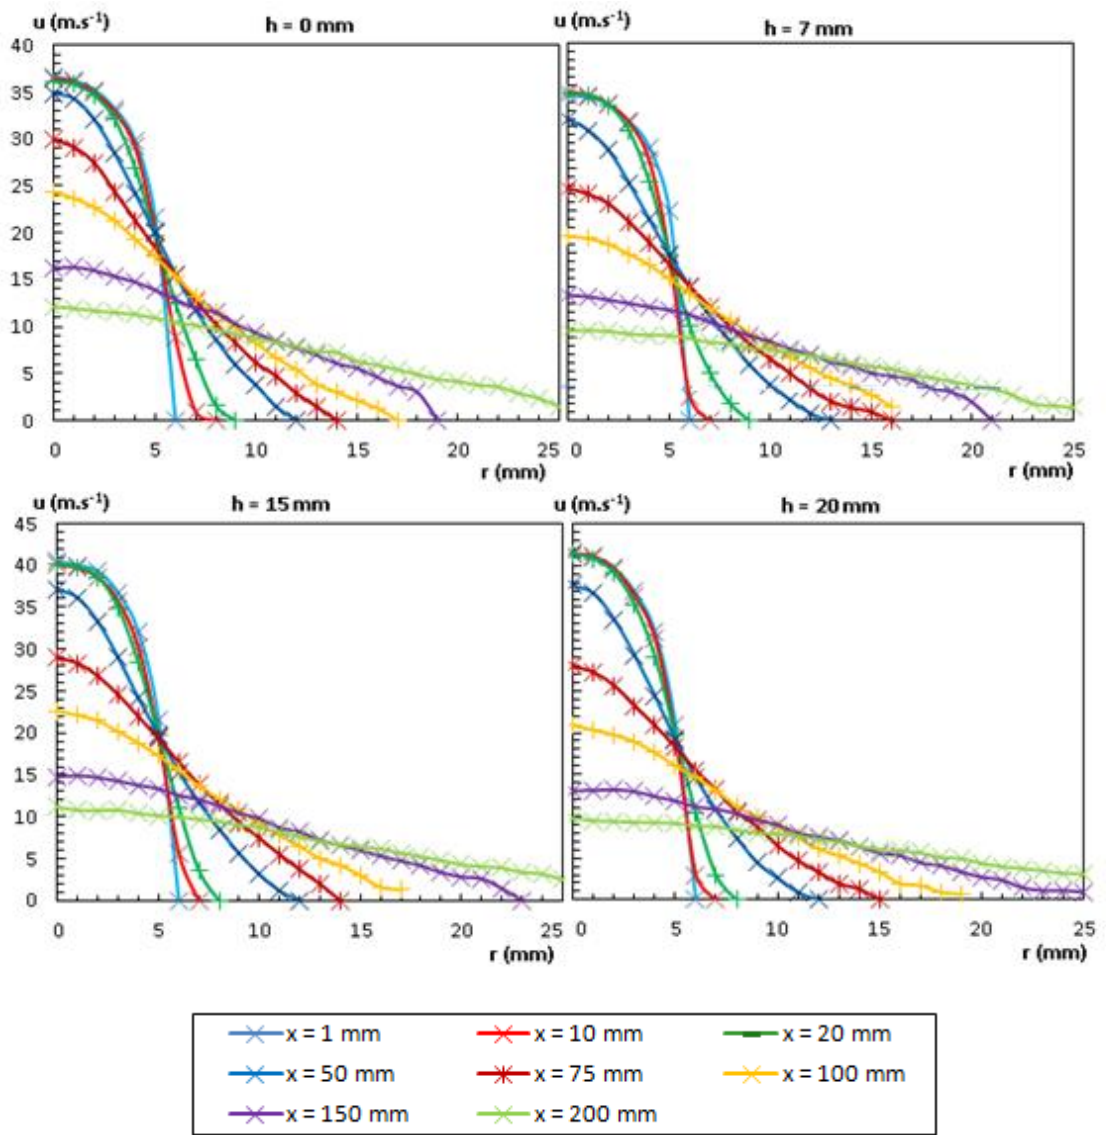 u (m.s⁻¹) h = 0 mm
40
35
30
25
20
15
10
5
0
0 5 10 15 20 25
r (mm)
h = 7 mm
0 5 10 15 20 25
r (mm)
u (m.s⁻¹) h = 15 mm
45
40
35
30
25
20
15
10
5
0
0 5 10 15 20 25
r (mm)
u (m.s⁻¹) h = 20 mm
0 5 10 15 20 25
r (mm)
x = 1 mm x = 10 mm x = 20 mm
x = 50 mm x = 75 mm x = 100 mm
x = 150 mm x = 200 mm